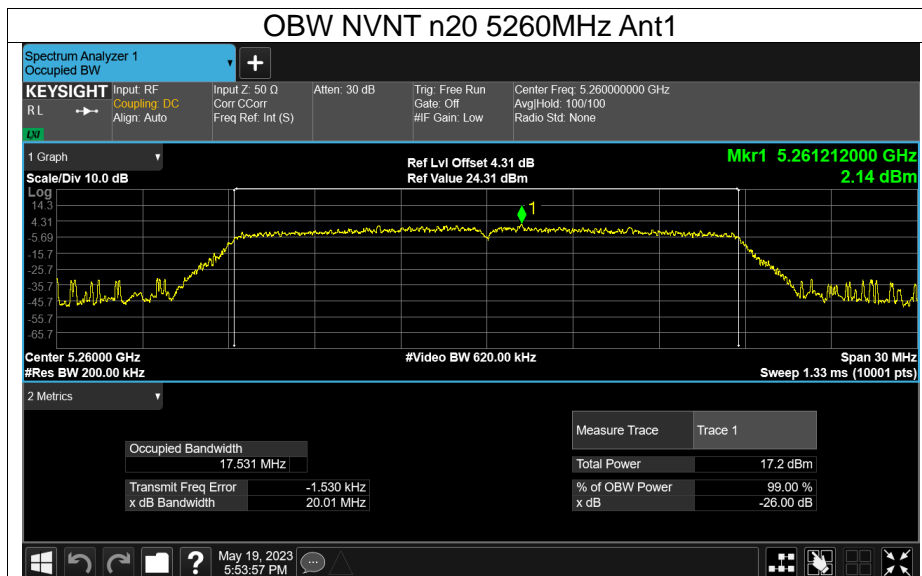 OBW NVNT n20 5260MHz Ant1
Spectrum Analyzer 1
Occupied BW
+
KEYSIGHT
RL
LXI
Input: RF
Coupling: DC
Align: Auto
Input Z: 50 Ω
Corr CCorr
Freq Ref: Int (S)
Atten: 30 dB
Trig: Free Run
Gate: Off
#IF Gain: Low
Center Freq: 5.260000000 GHz
Avg|Hold: 100/100
Radio Std: None
1 Graph
Scale/Div 10.0 dB
Ref Lvl Offset 4.31 dB
Ref Value 24.31 dBm
Mkr1 5.261212000 GHz
2.14 dBm
Log
14.3
4.31
-5.69
-15.7
-25.7
-35.7
-45.7
-55.7
-65.7
1
Center 5.26000 GHz
#Res BW 200.00 kHz
#Video BW 620.00 kHz
Span 30 MHz
Sweep 1.33 ms (10001 pts)
2 Metrics
Occupied Bandwidth
17.531 MHz
Transmit Freq Error -1.530 kHz
x dB Bandwidth 20.01 MHz
Measure Trace Trace 1
Total Power 17.2 dBm
% of OBW Power 99.00 %
x dB -26.00 dB
?
May 19, 2023
5:53:57 PM